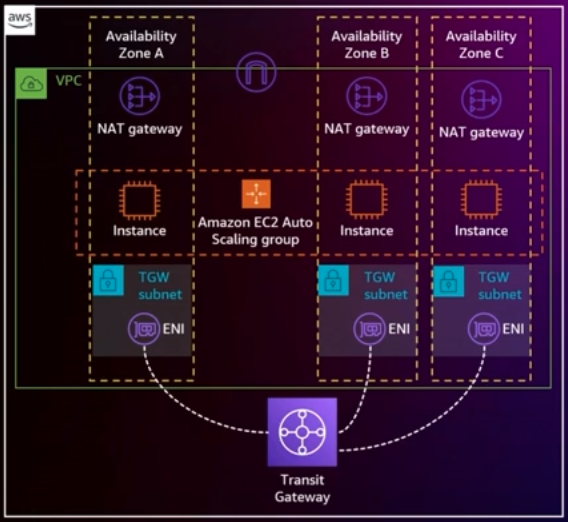 aws
Availability
Zone A
Availability
Zone B
Availability
Zone C
VPC
NAT gateway
NAT gateway
NAT gateway
Instance
Amazon EC2 Auto
Scaling group
Instance
Instance
TGW
subnet
TGW
subnet
TGW
subnet
ENI
ENI
ENI
Transit
Gateway